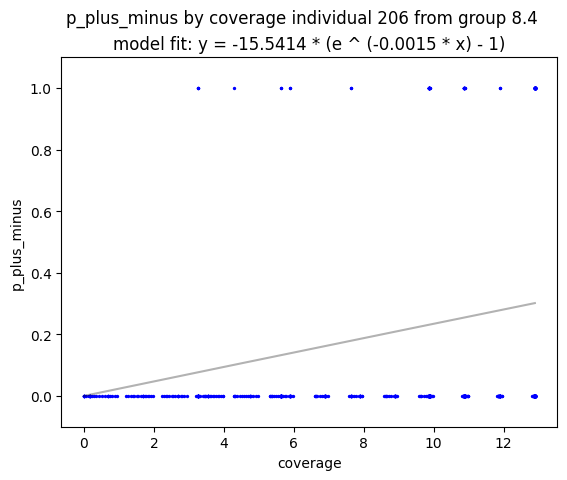 p_plus_minus by coverage individual 206 from group 8.4
model fit: y = -15.5414 * (e ^ (-0.0015 * x) - 1)
1.0
0.8
0.6
0.4
0.2
0.0
p_plus_minus
0 2 4 6 8 10 12
coverage